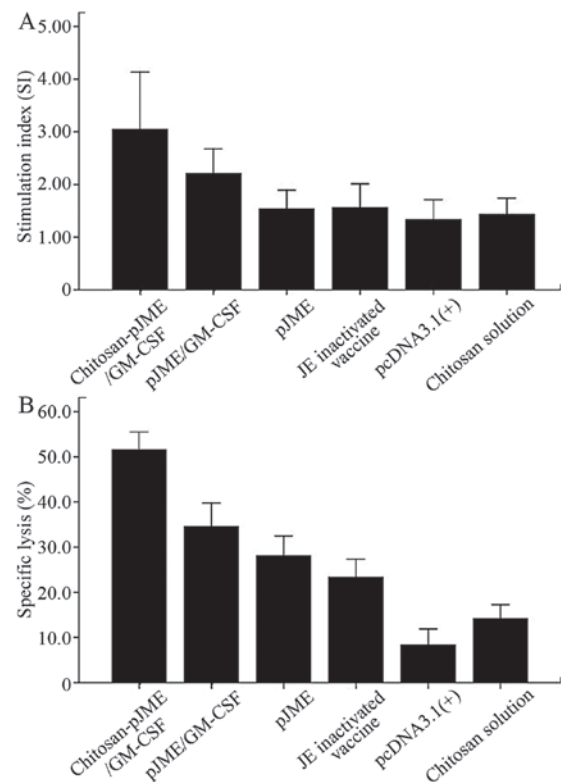 A
Stimulation index (SI)
5.00
4.00
3.00
2.00
1.00
0
Chitosan-pJME
/GM-CSF
pJME/GM-CSF
pJME
JE inactivated
vaccine
pcDNA3.1(+)
Chitosan solution
B
Specific lysis (%)
60.0
50.0
40.0
30.0
20.0
10.0
0
Chitosan-pJME
/GM-CSF
pJME/GM-CSF
pJME
JE inactivated
vaccine
pcDNA3.1(+)
Chitosan solution